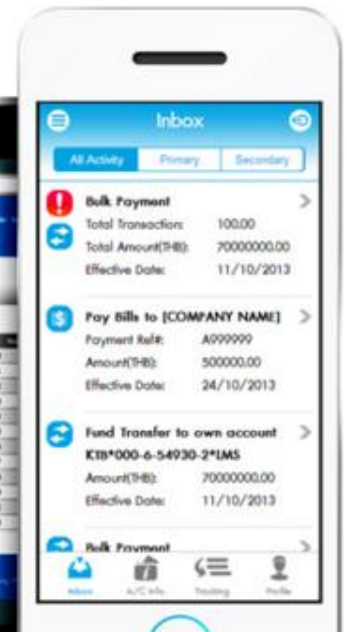 Inbox
All Activity Primary Secondary
Bulk Payment
Total Transaction: 100.00
Total Amount(THB): 70000000.00
Effective Date: 11/10/2013
Pay Bills to [COMPANY NAME]
Payment Ref#: A999999
Amount(THB): 500000.00
Effective Date: 24/10/2013
Fund Transfer to own account
KTB*000-6-54930-2*LMS
Amount(THB): 70000000.00
Effective Date: 11/10/2013
Bulk Payment
Inbox A/C Info Tracking Profile